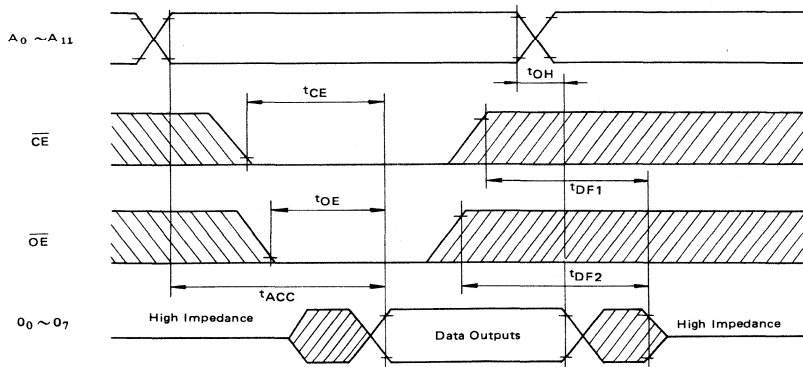 A0 ~A11
tOH
tCE
CE
tDF1
tOE
OE
tDF2
tACC
High Impedance
O0 ~O7
Data Outputs
High Impedance